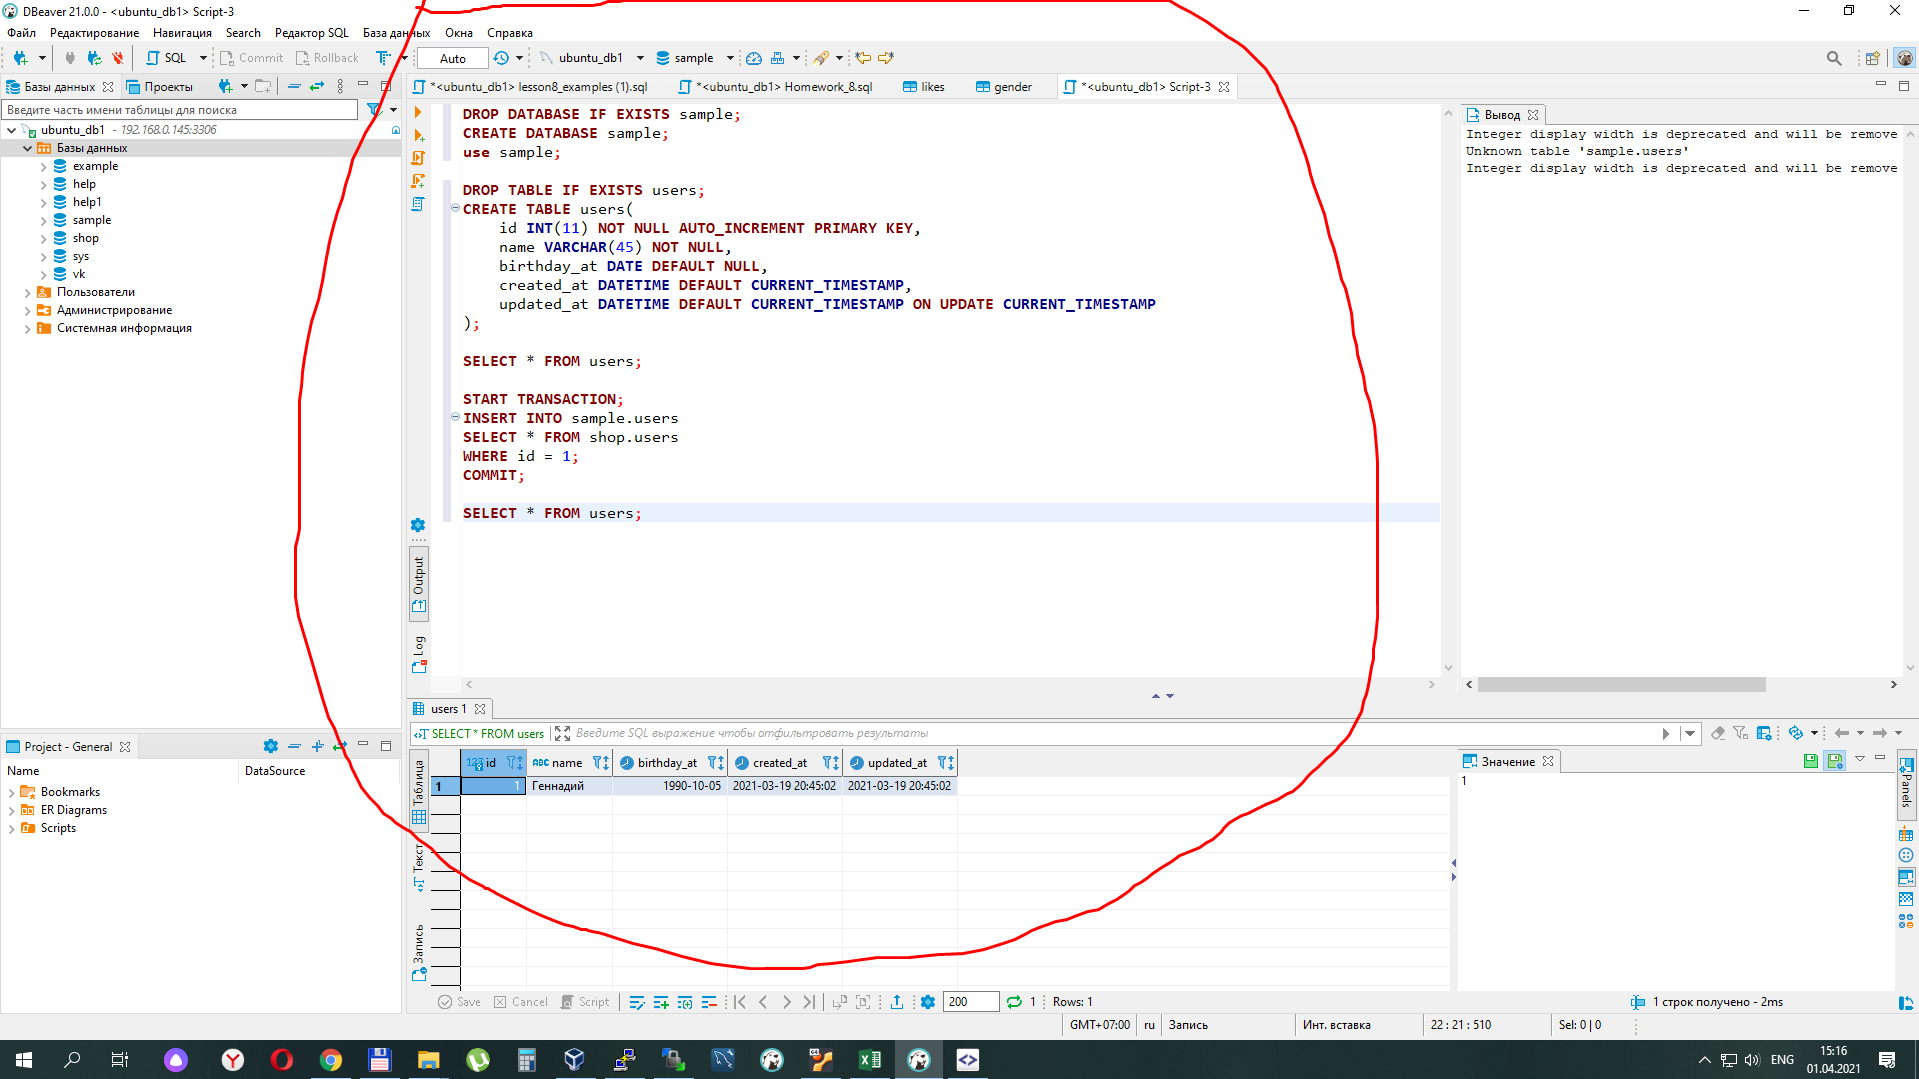 DBeaver 21.0.0 - <ubuntu_db1> Script-3
Файл Редактирование Навигация Search Редактор SQL База данных Окна Справка
SQL Commit Rollback Auto ubuntu_db1 sample
Базы данных Проекты
Введите часть имени таблицы для поиска
ubuntu_db1 - 192.168.0.145:3306
Базы данных
example
help
help1
sample
shop
sys
vk
Пользователи
Администрирование
Системная информация
Project - General
Name DataSource
Bookmarks
ER Diagrams
Scripts
*<ubuntu_db1> lesson8_examples (1).sql *<ubuntu_db1> Homework_8.sql likes gender *<ubuntu_db1> Script-3
DROP DATABASE IF EXISTS sample;
CREATE DATABASE sample;
use sample;
DROP TABLE IF EXISTS users;
CREATE TABLE users(
id INT(11) NOT NULL AUTO_INCREMENT PRIMARY KEY,
name VARCHAR(45) NOT NULL,
birthday_at DATE DEFAULT NULL,
created_at DATETIME DEFAULT CURRENT_TIMESTAMP,
updated_at DATETIME DEFAULT CURRENT_TIMESTAMP ON UPDATE CURRENT_TIMESTAMP
);
SELECT * FROM users;
START TRANSACTION;
INSERT INTO sample.users
SELECT * FROM shop.users
WHERE id = 1;
COMMIT;
SELECT * FROM users;
Output
Log
Вывод
Integer display width is deprecated and will be remove
Unknown table 'sample.users'
Integer display width is deprecated and will be remove
users 1
SELECT * FROM users Введите SQL выражение чтобы отфильтровать результаты
Таблица
Текст
Запись
123 id ABC name birthday_at created_at updated_at
1 1 Геннадий 1990-10-05 2021-03-19 20:45:02 2021-03-19 20:45:02
Значение
1
Panels
Save Cancel Script 200 1 Rows: 1 1 строк получено - 2ms
GMT+07:00 ru Запись Инт. вставка 22 : 21 : 510 Sel: 0 | 0
ENG 15:16
01.04.2021